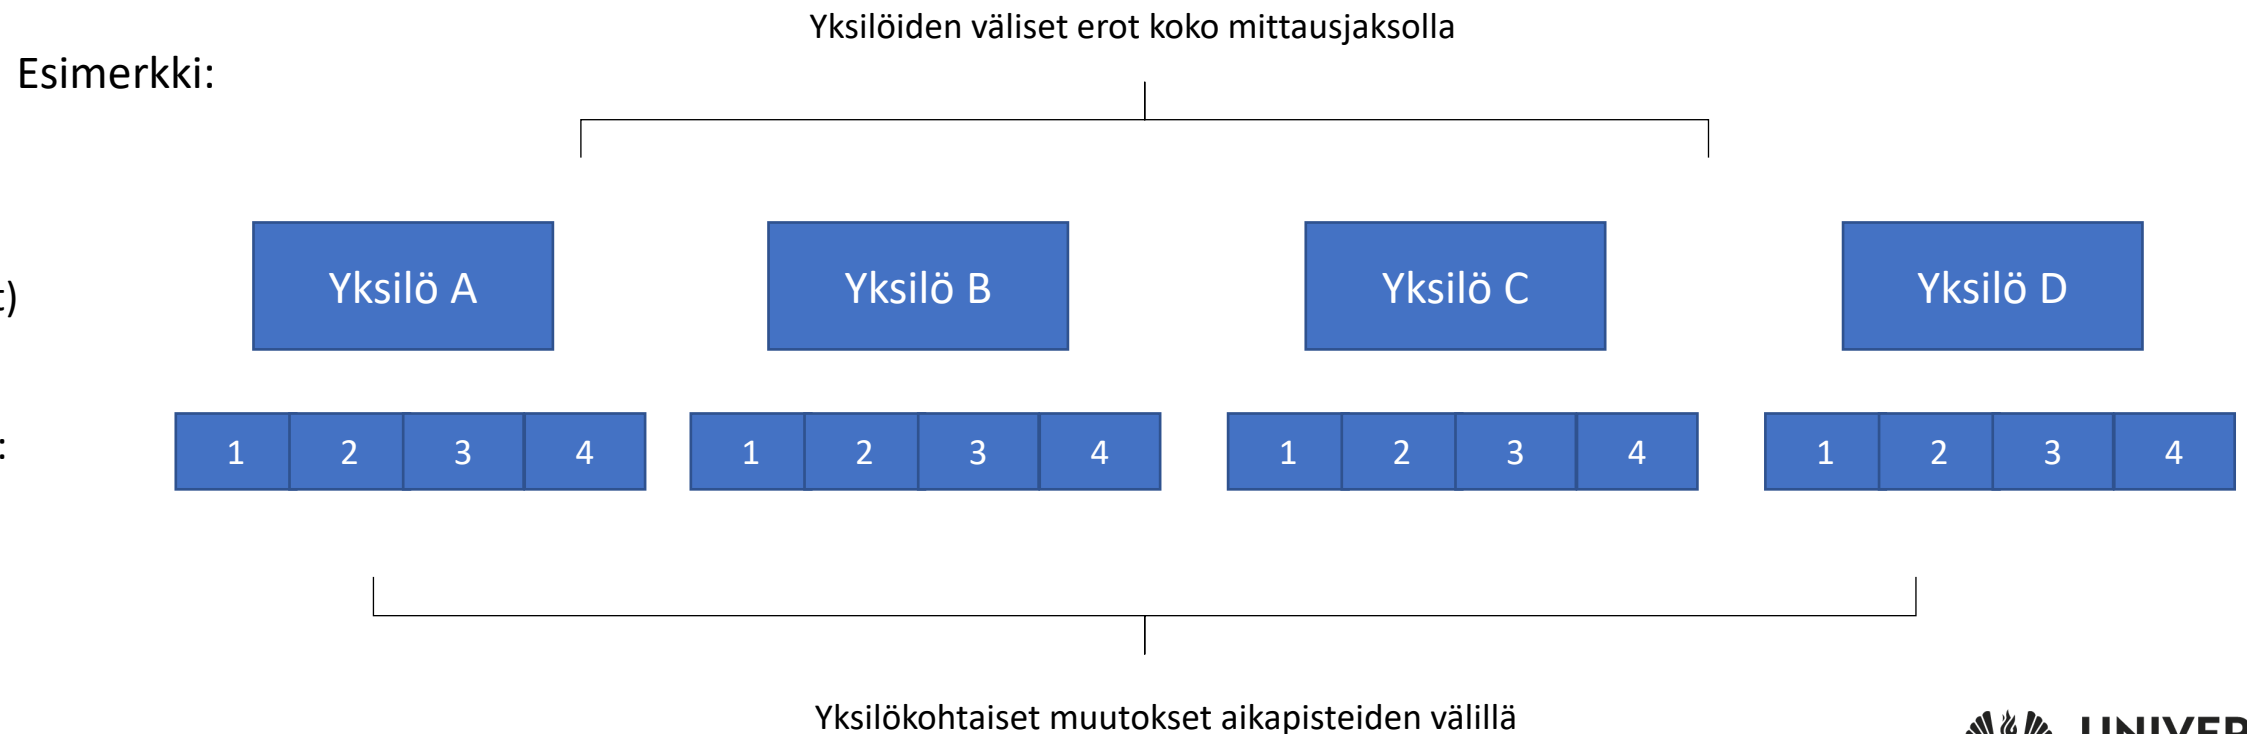 Yksilöiden väliset erot koko mittausjaksolla
Esimerkki:
Yksilö A Yksilö B Yksilö C Yksilö D
1 2 3 4 1 2 3 4 1 2 3 4 1 2 3 4
Yksilökohtaiset muutokset aikapisteiden välillä